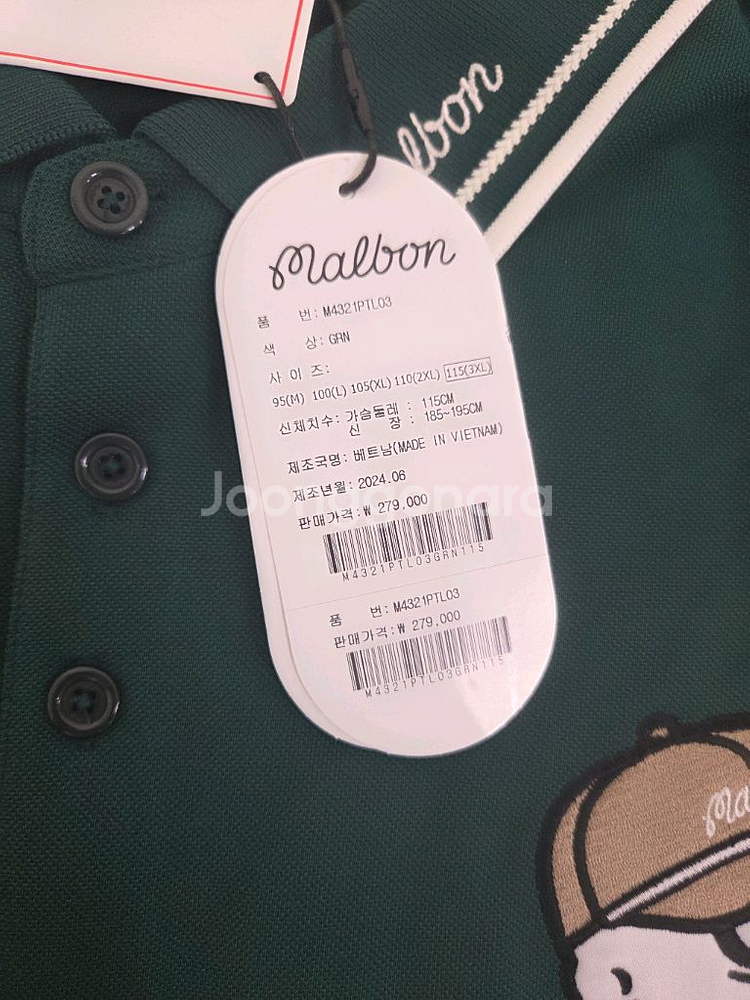 lbon
malbon
품 번: M4321PTL03
색 상: GRN
사 이 즈:
95(M) 100(L) 105(XL) 110(2XL) 115(3XL)
신체치수: 가슴둘레 : 115CM
신 장 : 185~195CM
제조국명: 베트남(MADE IN VIETNAM)
제조년월: 2024.06
Joongonara
판매가격:₩ 279,000
M4321PTL03GRN115
품 번: M4321PTL03
판매가격:₩ 279,000
M4321PTL03GRN115
ma